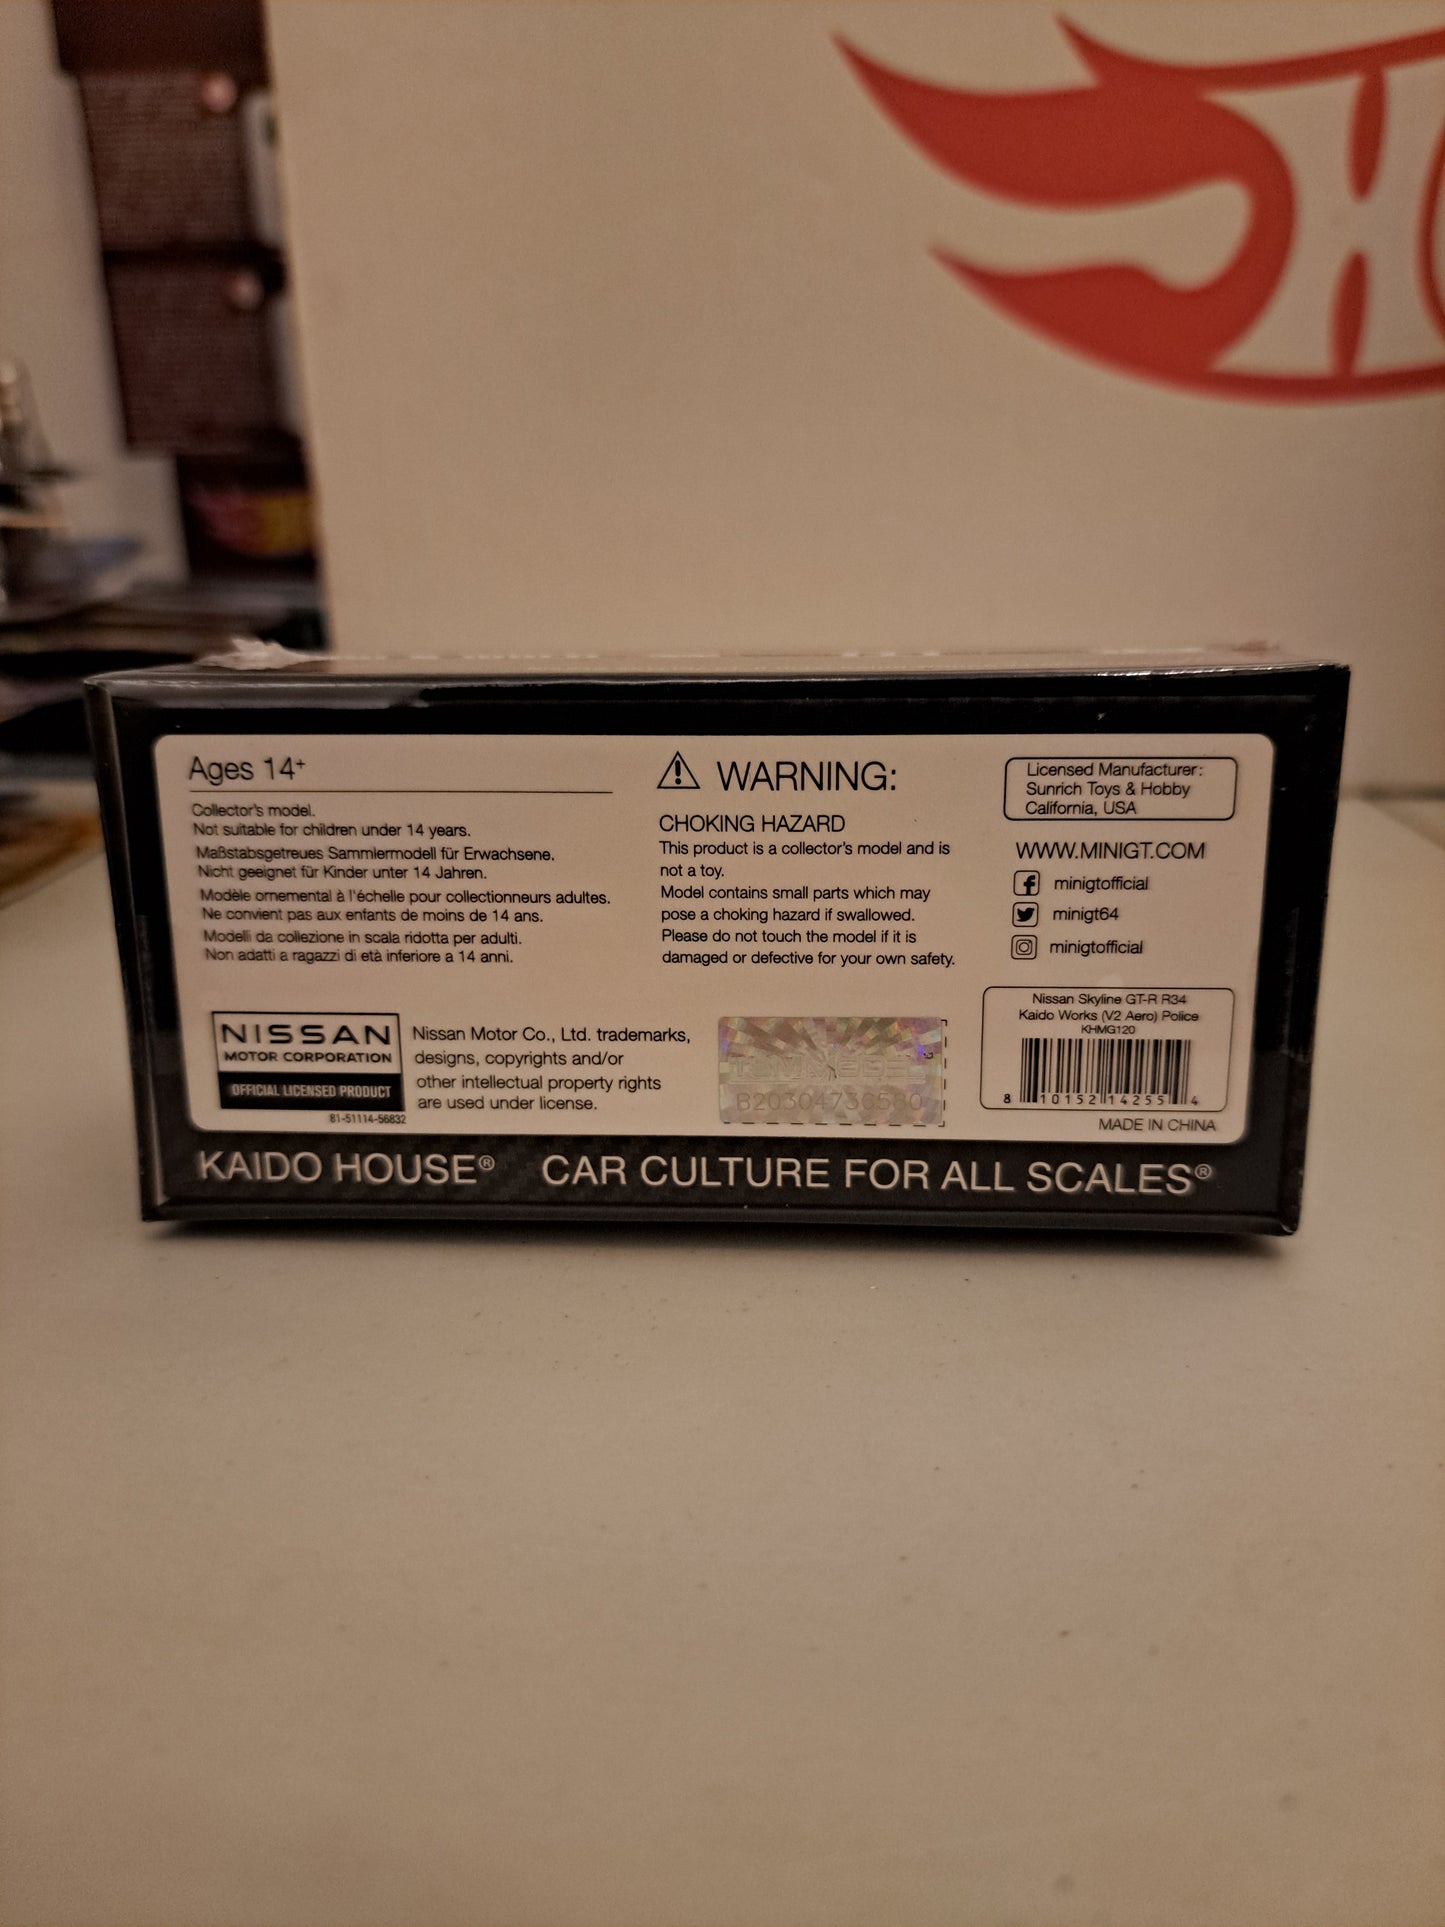 Ages 14+
Collector's model.
Not suitable for children under 14 years.
Maßstabsgetreues Sammlermodell für Erwachsene.
Nicht geeignet für Kinder unter 14 Jahren.
Modèle ornemental à l'échelle pour collectionneurs adultes.
Ne convient pas aux enfants de moins de 14 ans.
Modelli da collezione in scala ridotta per adulti.
Non adatti a ragazzi di età inferiore a 14 anni.
WARNING:
CHOKING HAZARD
This product is a collector's model and is
not a toy.
Model contains small parts which may
pose a choking hazard if swallowed.
Please do not touch the model if it is
damaged or defective for your own safety.
Licensed Manufacturer:
Sunrich Toys & Hobby
California, USA
WWW.MINIGT.COM
minigtofficial
minigt64
minigtofficial
NISSAN
MOTOR CORPORATION
OFFICIAL LICENSED PRODUCT
81-51114-56832
Nissan Motor Co., Ltd. trademarks,
designs, copyrights and/or
other intellectual property rights
are used under license.
B20304736580
Nissan Skyline GT-R R34
Kaido Works (V2 Aero) Police
KHMG120
8 10152 14255 4
MADE IN CHINA
KAIDO HOUSE® CAR CULTURE FOR ALL SCALES®